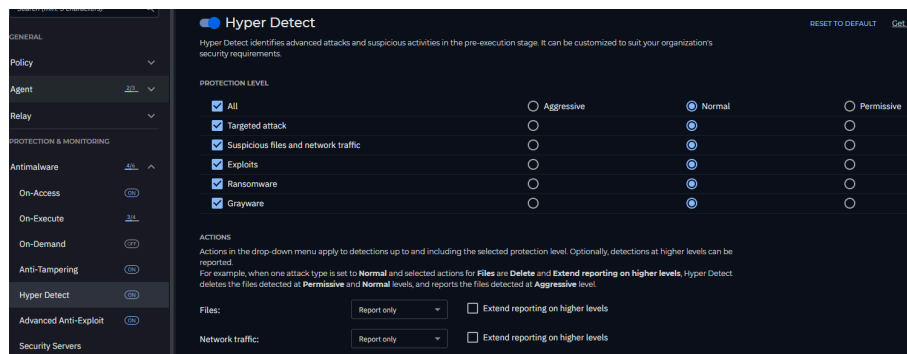 Hyper Detect
RESET TO DEFAULT Get
GENERAL
Hyper Detect identifies advanced attacks and suspicious activities in the pre-execution stage. It can be customized to suit your organization's
security requirements.
Policy
PROTECTION LEVEL
Agent 2/3
All Aggressive Normal Permissive
Relay
Targeted attack
Suspicious files and network traffic
PROTECTION & MONITORING
Exploits
Antimalware 4/6
Ransomware
On-Access ON
Grayware
On-Execute 3/4
ACTIONS
On-Demand OFF
Actions in the drop-down menu apply to detections up to and including the selected protection level. Optionally, detections at higher levels can be
reported.
Anti-Tampering ON
For example, when one attack type is set to Normal and selected actions for Files are Delete and Extend reporting on higher levels, Hyper Detect
deletes the files detected at Permissive and Normal levels, and reports the files detected at Aggressive level.
Hyper Detect ON
Files: Report only Extend reporting on higher levels
Advanced Anti-Exploit ON
Network traffic: Report only Extend reporting on higher levels
Security Servers